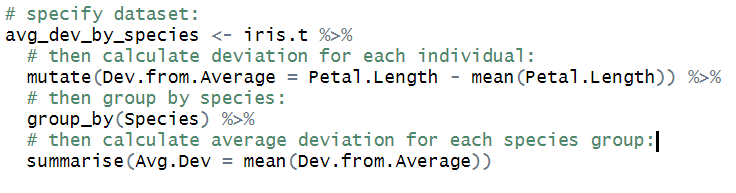 # specify dataset:
avg_dev_by_species <- iris.t %>%
  # then calculate deviation for each individual:
  mutate(Dev.from.Average = Petal.Length - mean(Petal.Length)) %>%
  # then group by species:
  group_by(Species) %>%
  # then calculate average deviation for each species group:
  summarise(Avg.Dev = mean(Dev.from.Average))